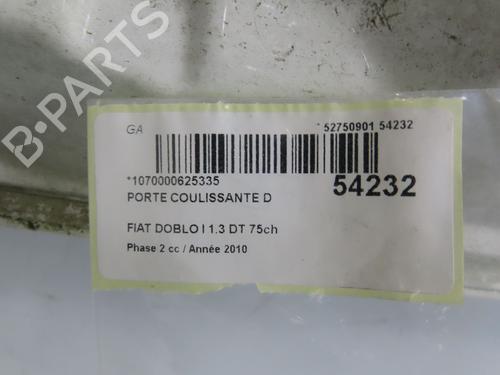 B-PARTS
GA
* 52750901 54232
*1070000625335
54232
PORTE COULISSANTE D
FIAT DOBLO I 1.3 DT 75ch
Phase 2 cc / Année 2010